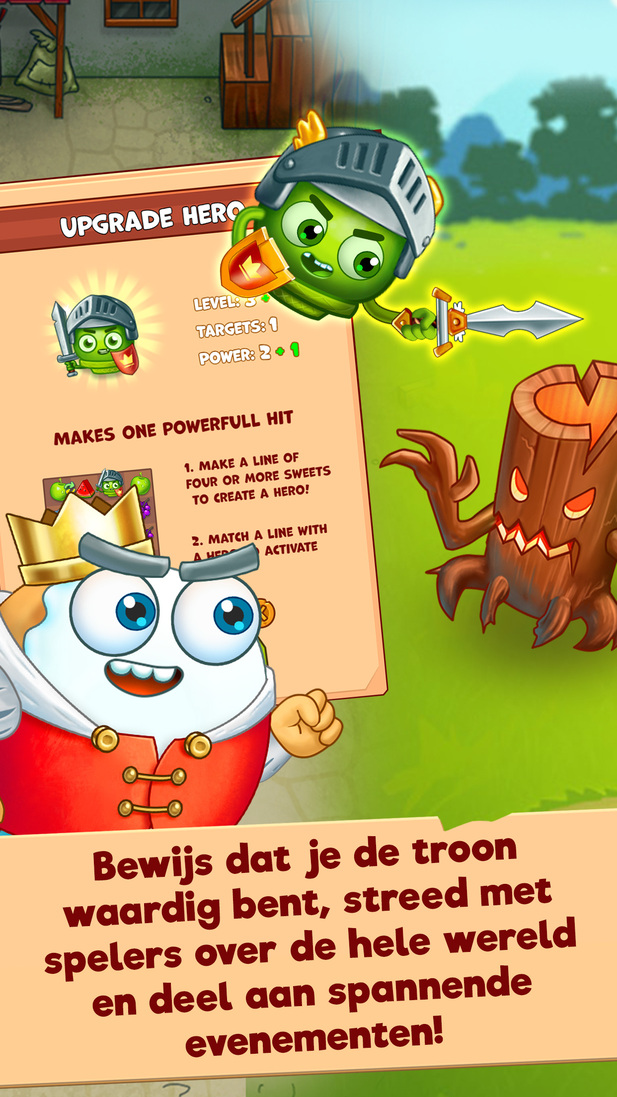 UPGRADE HERO
LEVEL: 3 +
TARGETS: 1
POWER: 2 + 1
MAKES ONE POWERFULL HIT
1. MAKE A LINE OF
FOUR OR MORE SWEETS
TO CREATE A HERO!
2. MATCH A LINE WITH
A ACTIVATE
Bewijs dat je de troon
waardig bent, streed met
spelers over de hele wereld
en deel aan spannende
evenementen!